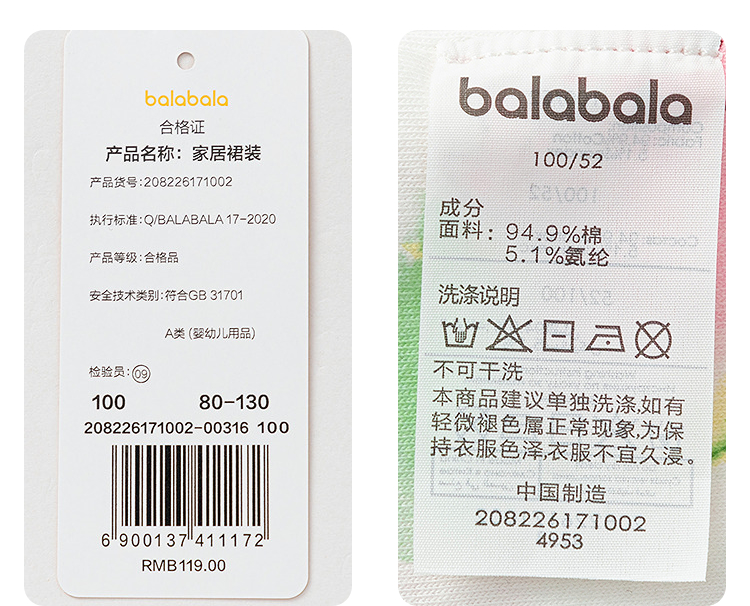 balabala
合格证
产品名称：家居裙装
产品货号:208226171002
执行标准:Q/BALABALA 17-2020
产品等级:合格品
安全技术类别:符合GB 31701
A类 (婴幼儿用品)
检验员:09
100 80-130
208226171002-00316 100
6 900137 411172
RMB119.00
balabala
100/52
成分
面料: 94.9%棉
5.1%氨纶
洗涤说明
不可干洗
本商品建议单独洗涤,如有
轻微褪色属正常现象,为保
持衣服色泽,衣服不宜久浸。
中国制造
208226171002
4953